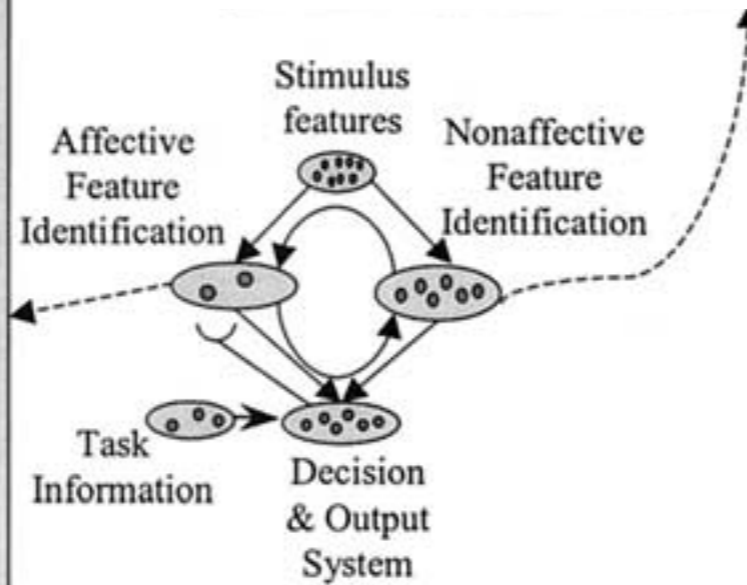 Stimulus
features
Affective
Feature
Identification
Nonaffective
Feature
Identification
Task
Information
Decision
& Output
System